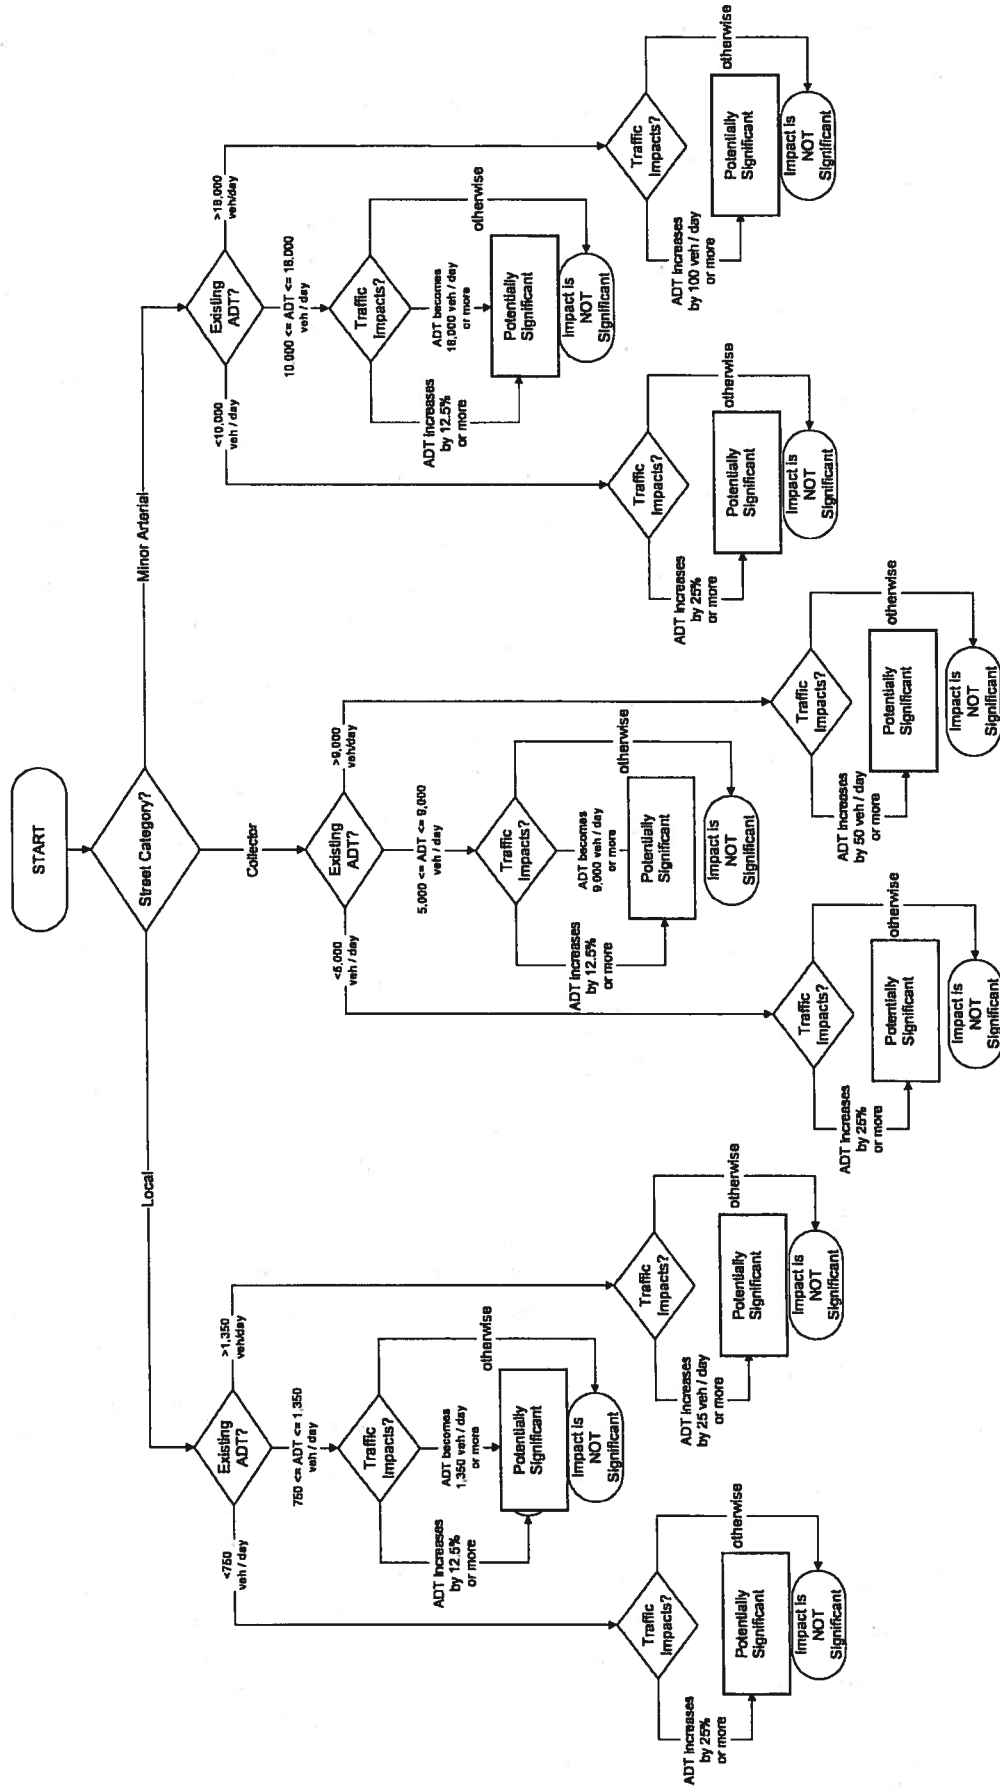 START
Street Category?
Local
Collector
Minor Arterial
Existing
ADT?
<750
veh / day
750 <= ADT <= 1,350
veh / day
>1,350
veh/day
Traffic
Impacts?
ADT Increases
by 12.5%
or more
ADT becomes
1,350 veh / day
or more
otherwise
Potentially
Significant
Impact is
NOT
Significant
Traffic
Impacts?
ADT Increases
by 25%
or more
otherwise
Potentially
Significant
Impact is
NOT
Significant
Traffic
Impacts?
ADT Increases
by 25 veh / day
or more
otherwise
Potentially
Significant
Impact is
NOT
Significant
Existing
ADT?
<5,000
veh / day
5,000 <= ADT <= 9,000
veh / day
>9,000
veh/day
Traffic
Impacts?
ADT Increases
by 12.5%
or more
ADT becomes
9,000 veh / day
or more
otherwise
Potentially
Significant
Impact is
NOT
Significant
Traffic
Impacts?
ADT Increases
by 25%
or more
otherwise
Potentially
Significant
Impact is
NOT
Significant
Traffic
Impacts?
ADT Increases
by 50 veh / day
or more
otherwise
Potentially
Significant
Impact is
NOT
Significant
Existing
ADT?
<10,000
veh / day
10,000 <= ADT <= 18,000
veh / day
>18,000
veh/day
Traffic
Impacts?
ADT Increases
by 12.5%
or more
ADT becomes
18,000 veh / day
or more
otherwise
Potentially
Significant
Impact is
NOT
Significant
Traffic
Impacts?
ADT Increases
by 25%
or more
otherwise
Potentially
Significant
Impact is
NOT
Significant
Traffic
Impacts?
ADT Increases
by 100 veh / day
or more
otherwise
Potentially
Significant
Impact is
NOT
Significant